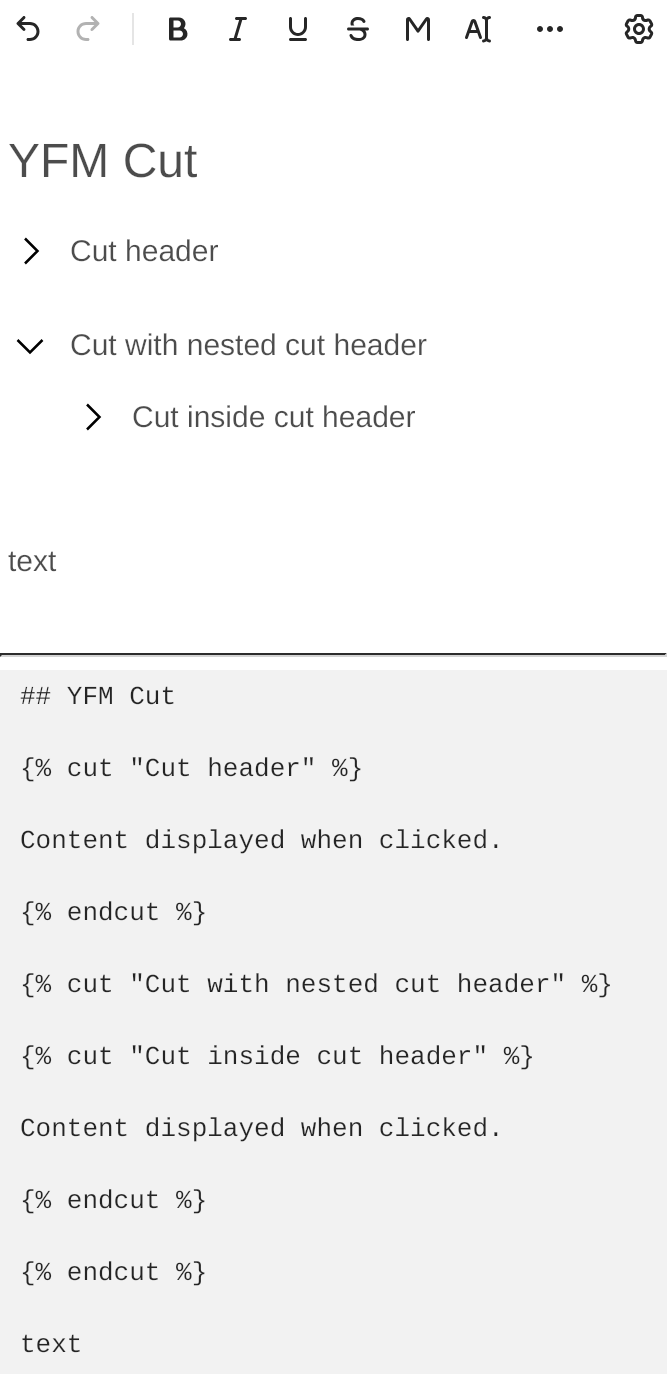 YFM Cut
Cut header
Cut with nested cut header
Cut inside cut header
text
## YFM Cut
{% cut "Cut header" %}
Content displayed when clicked.
{% endcut %}
{% cut "Cut with nested cut header" %}
{% cut "Cut inside cut header" %}
Content displayed when clicked.
{% endcut %}
{% endcut %}
text